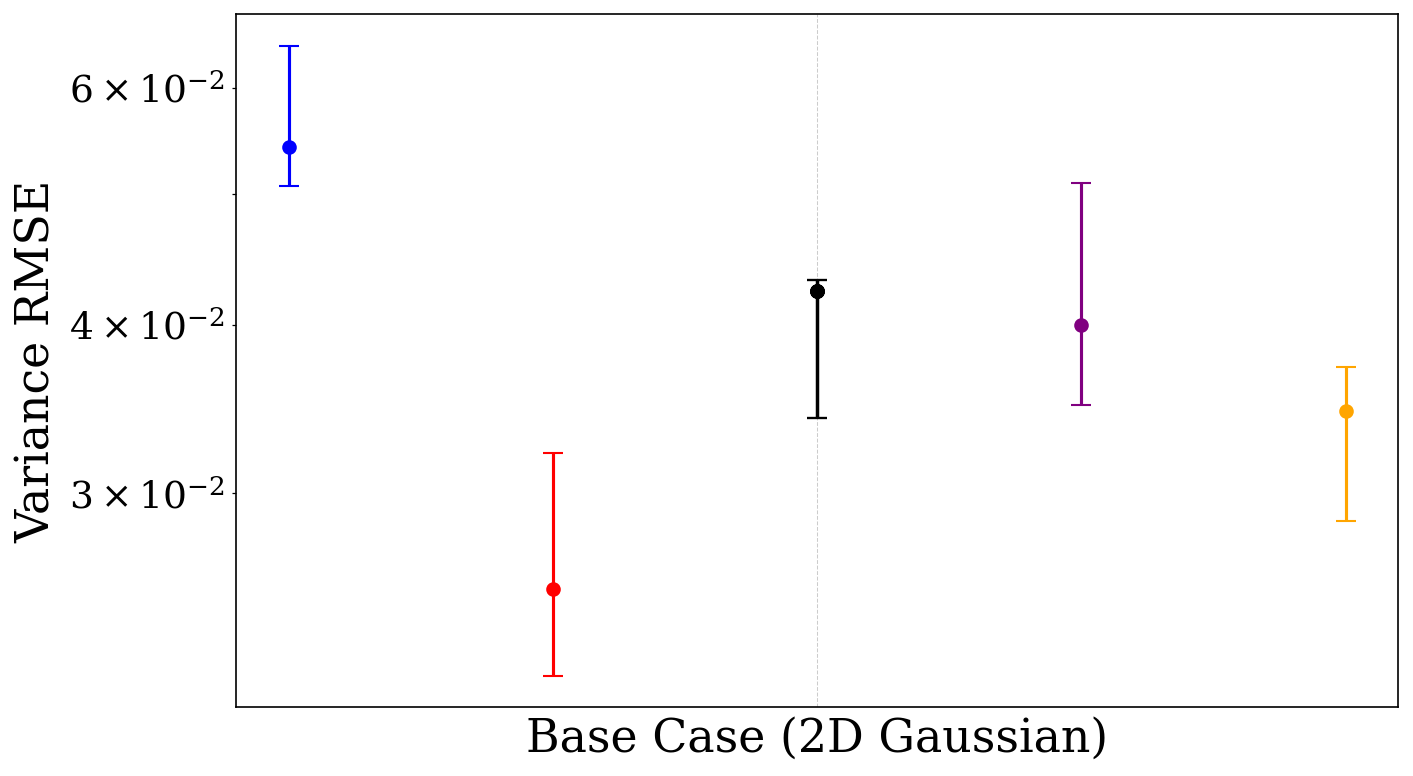 Variance RMSE
6 × 10⁻²
4 × 10⁻²
3 × 10⁻²
Base Case (2D Gaussian)